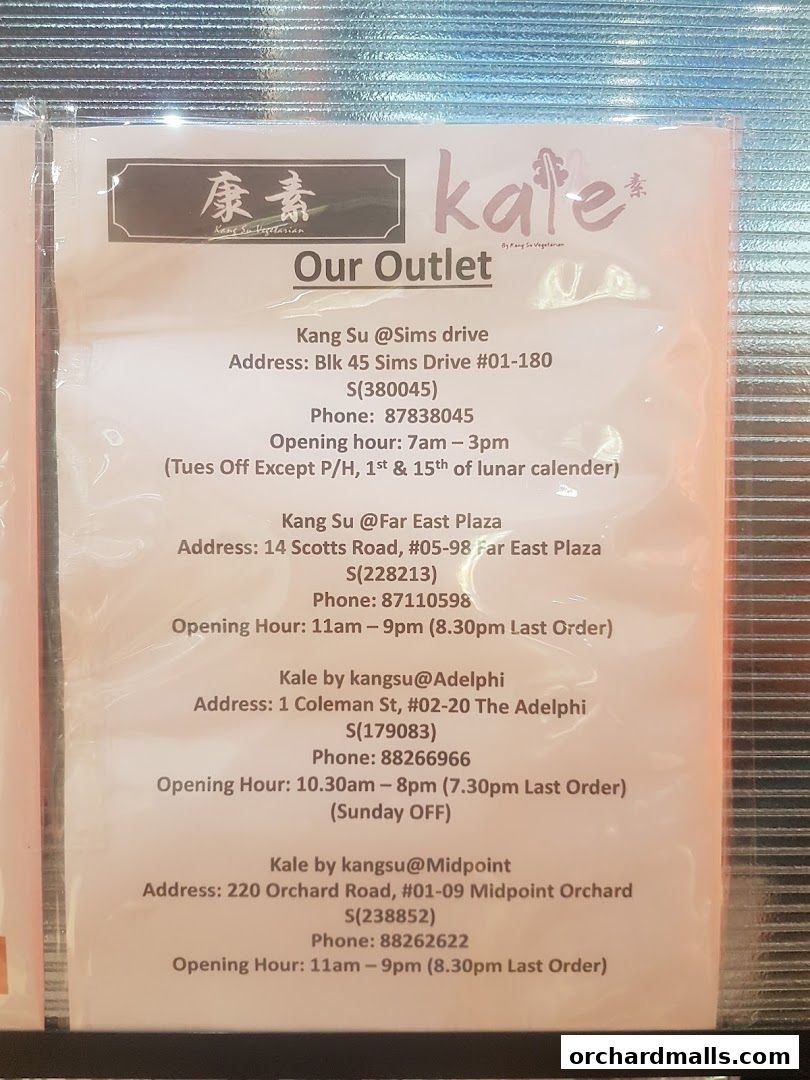 康素
Kang Su Vegetarian
kale素
By Kang Su Vegetarian
Our Outlet
Kang Su @Sims drive
Address: Blk 45 Sims Drive #01-180
S(380045)
Phone: 87838045
Opening hour: 7am – 3pm
(Tues Off Except P/H, 1st & 15th of lunar calender)
Kang Su @Far East Plaza
Address: 14 Scotts Road, #05-98 Far East Plaza
S(228213)
Phone: 87110598
Opening Hour: 11am – 9pm (8.30pm Last Order)
Kale by kangsu@Adelphi
Address: 1 Coleman St, #02-20 The Adelphi
S(179083)
Phone: 88266966
Opening Hour: 10.30am – 8pm (7.30pm Last Order)
(Sunday OFF)
Kale by kangsu@Midpoint
Address: 220 Orchard Road, #01-09 Midpoint Orchard
S(238852)
Phone: 88262622
Opening Hour: 11am – 9pm (8.30pm Last Order)
orchardmalls.com